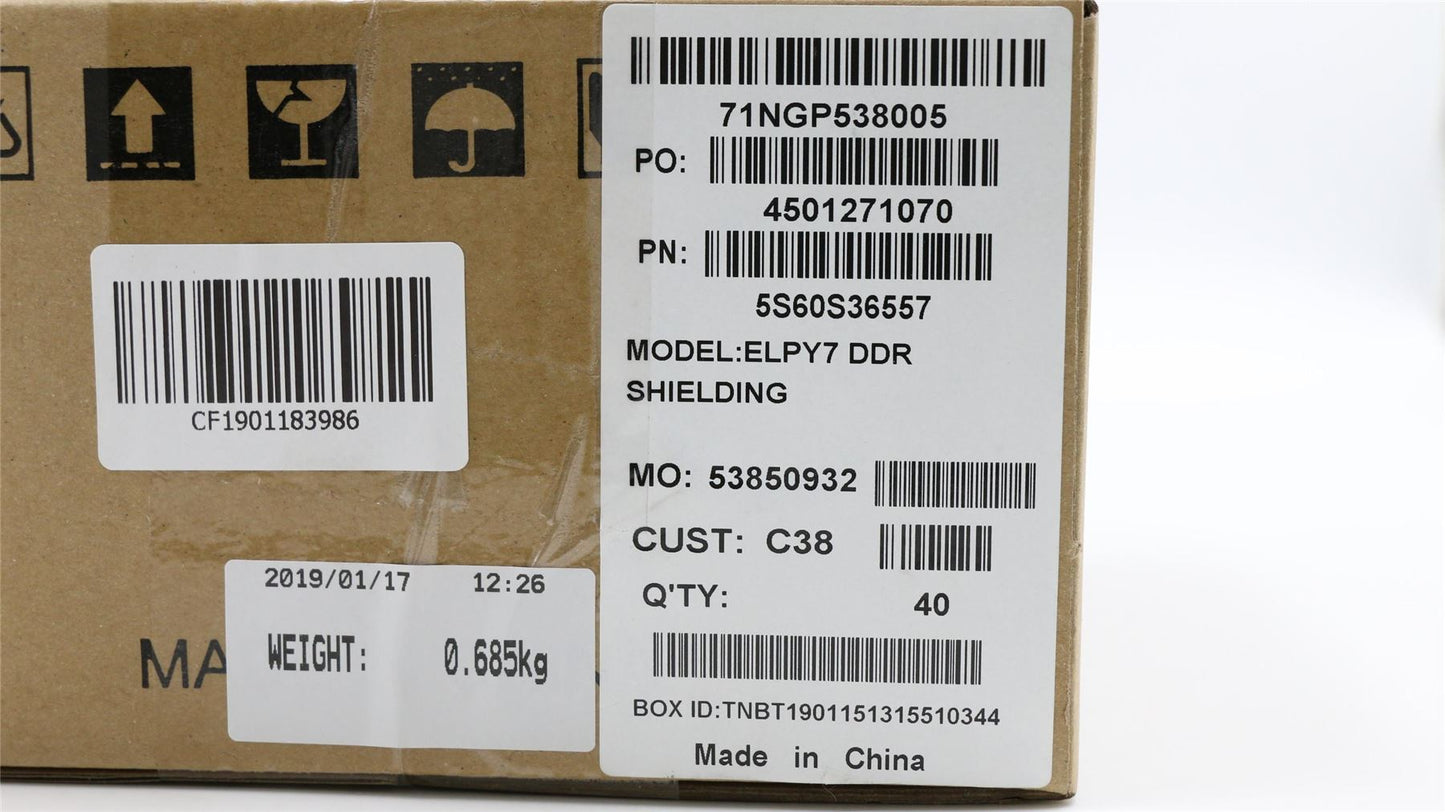 71NGP538005
PO:
4501271070
PN:
5S60S36557
MODEL:ELPY7 DDR
SHIELDING
MO: 53850932
CUST: C38
Q'TY: 40
BOX ID:TNBT1901151315510344
Made in China
CF1901183986
2019/01/17 12:26
WEIGHT: 0.685kg
MA